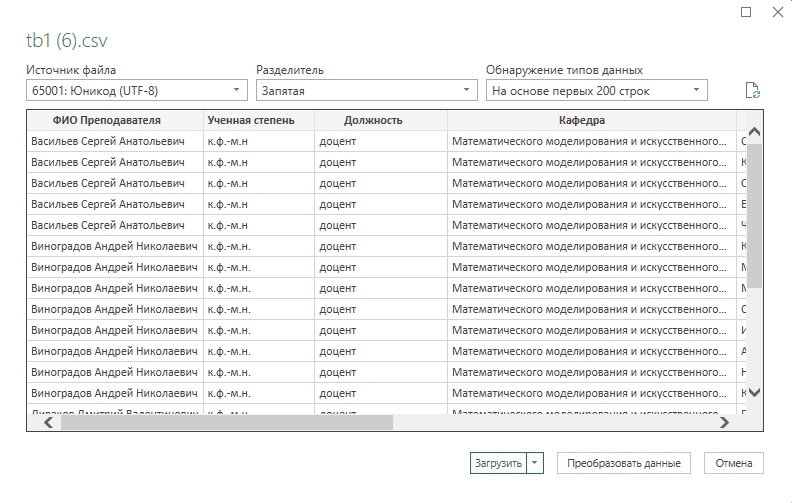 tb1 (6).csv
Источник файла Разделитель Обнаружение типов данных
65001: Юникод (UTF-8) Запятая На основе первых 200 строк
ФИО Преподавателя Ученная степень Должность Кафедра
Васильев Сергей Анатольевич к.ф.-м.н доцент Математического моделирования и искусственного...
Васильев Сергей Анатольевич к.ф.-м.н доцент Математического моделирования и искусственного...
Васильев Сергей Анатольевич к.ф.-м.н доцент Математического моделирования и искусственного...
Васильев Сергей Анатольевич к.ф.-м.н доцент Математического моделирования и искусственного...
Васильев Сергей Анатольевич к.ф.-м.н доцент Математического моделирования и искусственного...
Виноградов Андрей Николаевич к.ф.-м.н. доцент Математического моделирования и искусственного...
Виноградов Андрей Николаевич к.ф.-м.н. доцент Математического моделирования и искусственного...
Виноградов Андрей Николаевич к.ф.-м.н. доцент Математического моделирования и искусственного...
Виноградов Андрей Николаевич к.ф.-м.н. доцент Математического моделирования и искусственного...
Виноградов Андрей Николаевич к.ф.-м.н. доцент Математического моделирования и искусственного...
Виноградов Андрей Николаевич к.ф.-м.н. доцент Математического моделирования и искусственного...
Виноградов Андрей Николаевич к.ф.-м.н. доцент Математического моделирования и искусственного...
Виноградов Андрей Николаевич к.ф.-м.н. доцент Математического моделирования и искусственного...
Дмитрий Валентинович к.ф.-м.н. доцент Математического моделирования и искусственного...
Загрузить Преобразовать данные Отмена